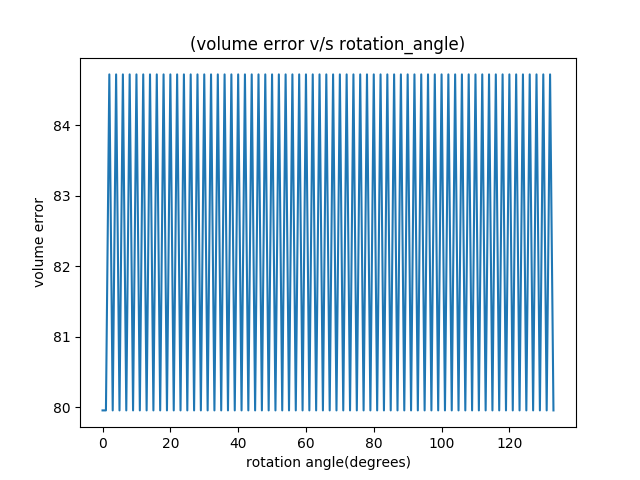 (volume error v/s rotation_angle)
84
83
82
81
80
volume error
0 20 40 60 80 100 120
rotation angle(degrees)